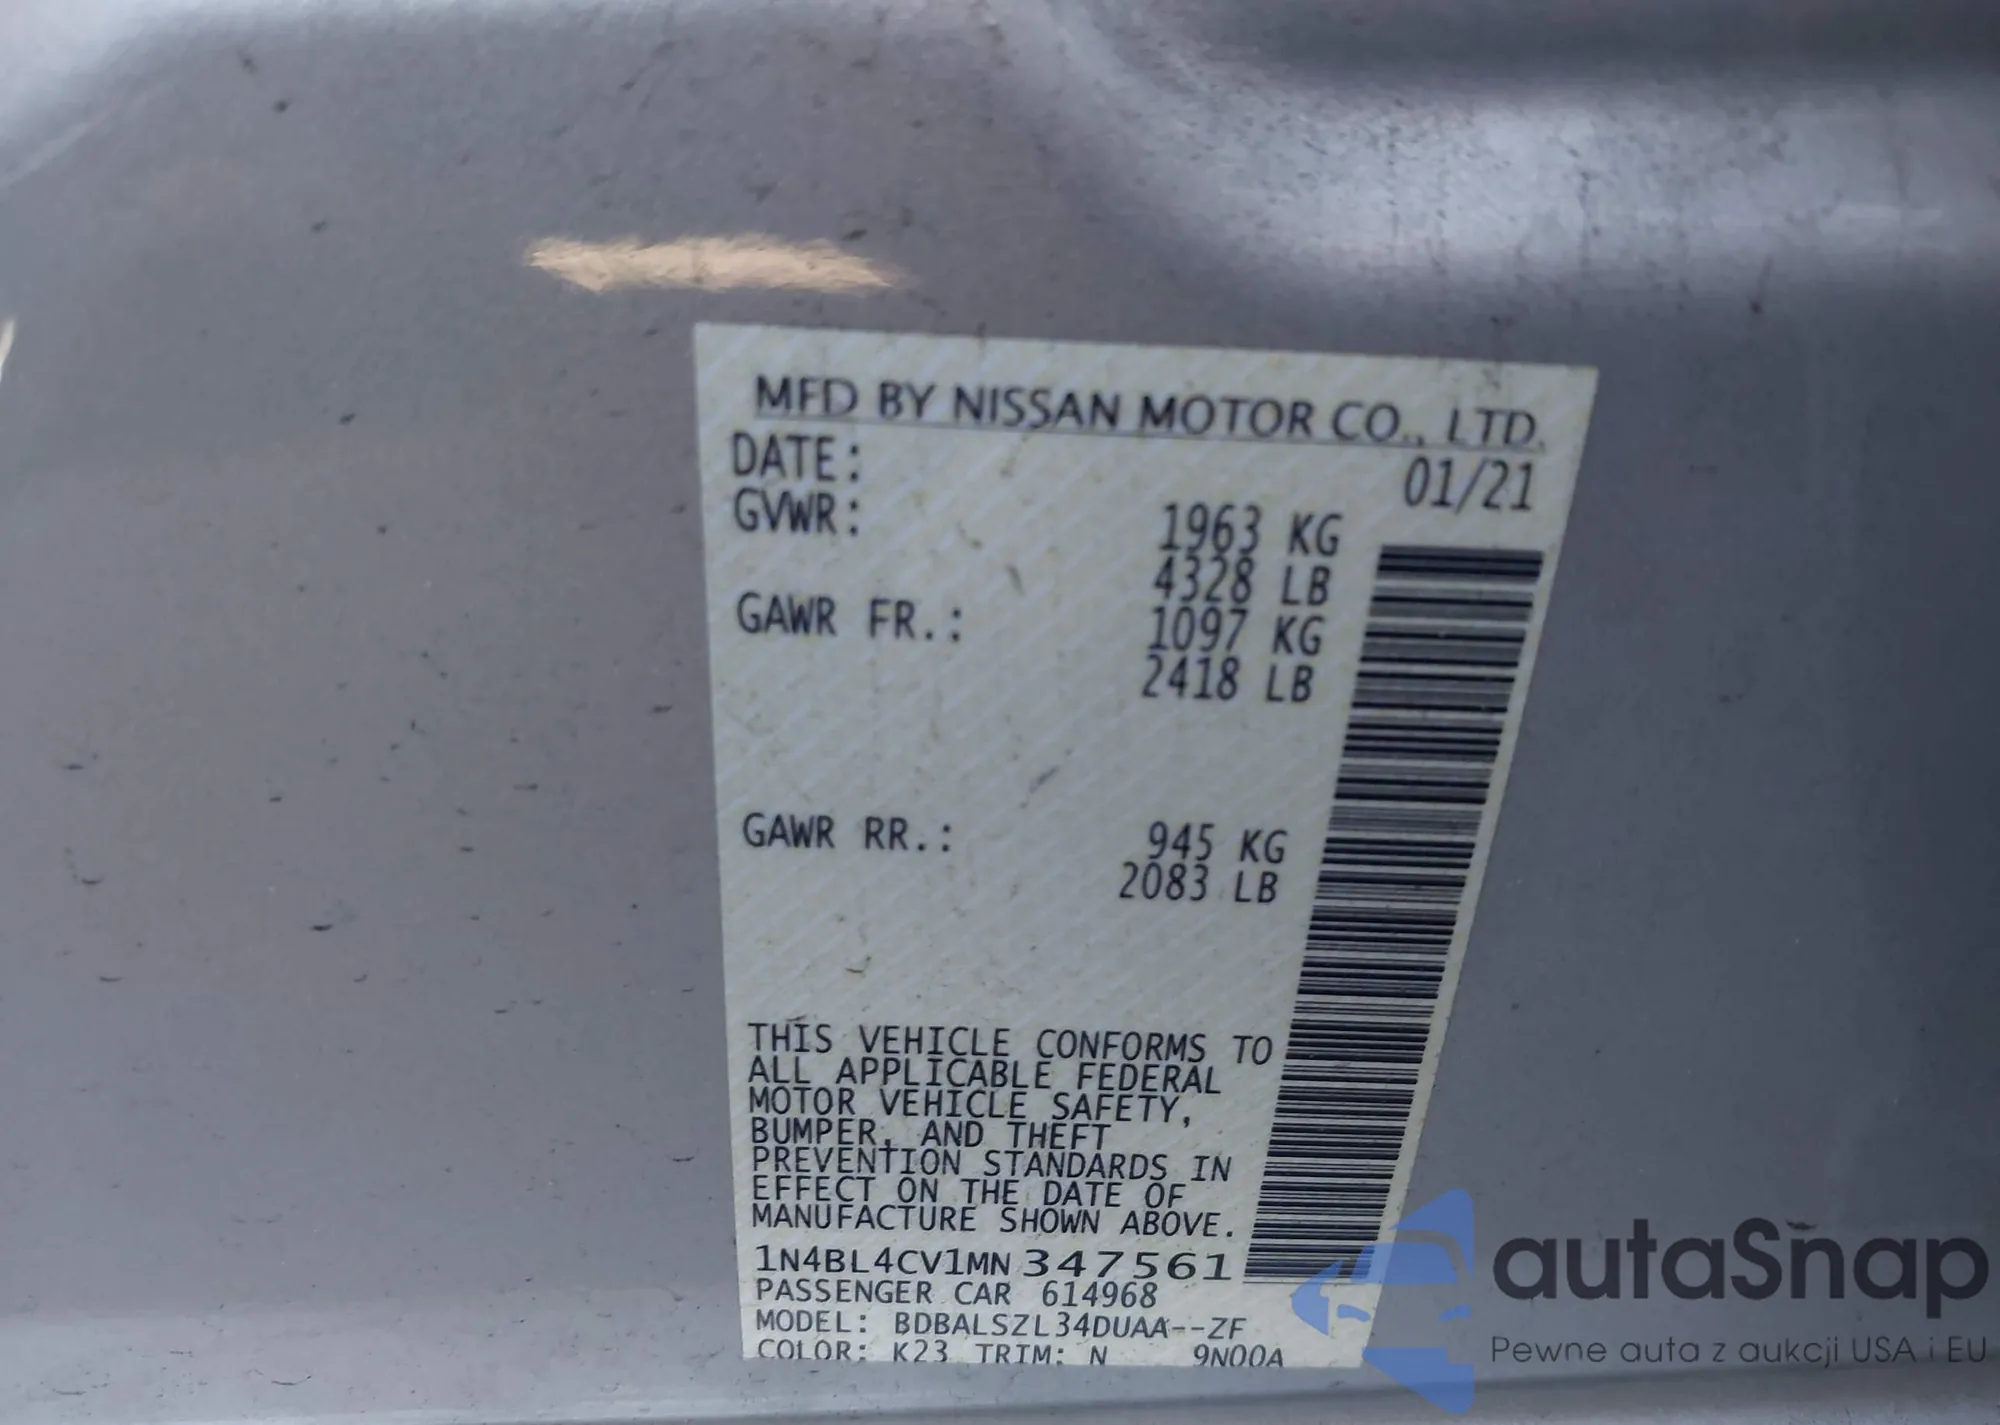 MFD BY NISSAN MOTOR CO., LTD.
DATE: 01/21
GVWR: 1963 KG
4328 LB
GAWR FR.: 1097 KG
2418 LB
GAWR RR.: 945 KG
2083 LB
THIS VEHICLE CONFORMS TO
ALL APPLICABLE FEDERAL
MOTOR VEHICLE SAFETY,
BUMPER, AND THEFT
PREVENTION STANDARDS IN
EFFECT ON THE DATE OF
MANUFACTURE SHOWN ABOVE.
1N4BL4CV1MN347561
PASSENGER CAR 614968
MODEL: BDBALSZL34DUAA--ZF
COLOR: K23 TRIM: N 9N00A
autaSnap
Pewne auta z aukcji USA i EU